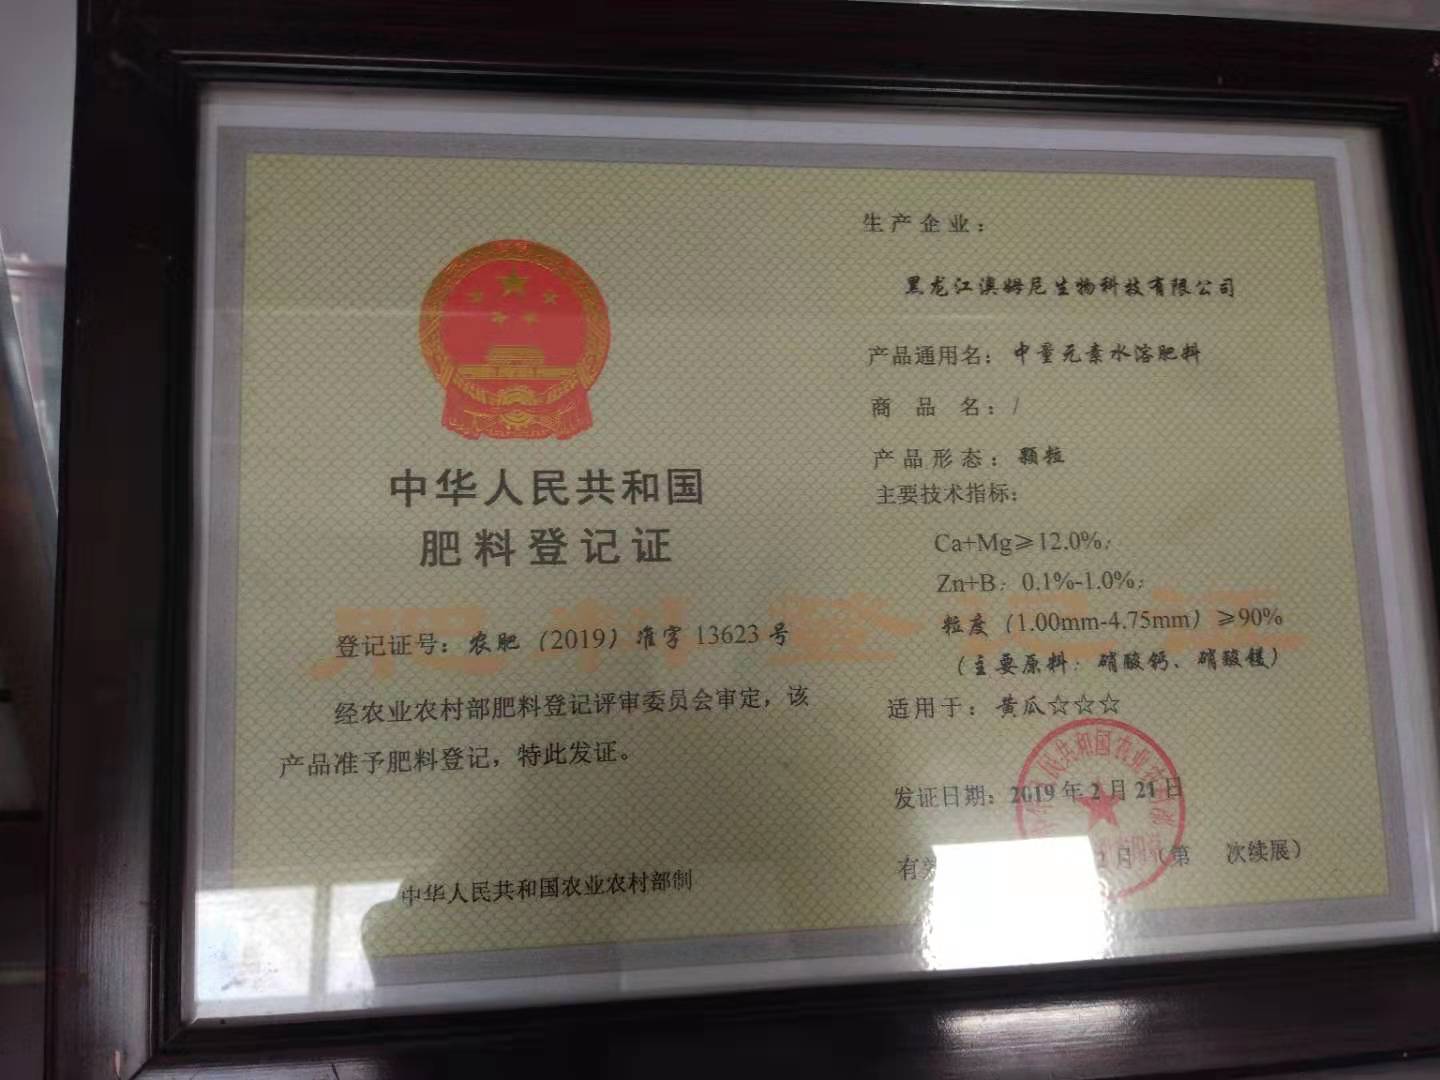 中华人民共和国
肥料登记证
登记证号：农肥（2019）准字 13623 号
经农业农村部肥料登记评审委员会审定，该
产品准予肥料登记，特此发证。
中华人民共和国农业农村部制
生产企业：
黑龙江澳姆尼生物科技有限公司
产品通用名：中量元素水溶肥料
商品名：/
产品形态：颗粒
主要技术指标：
Ca+Mg≥12.0%；
Zn+B：0.1%-1.0%；
粒度（1.00mm-4.75mm）≥90%
（主要原料：硝酸钙、硝酸镁）
适用于：黄瓜☆☆☆
发证日期：2019年2月21日
有 2月（第 次续展）